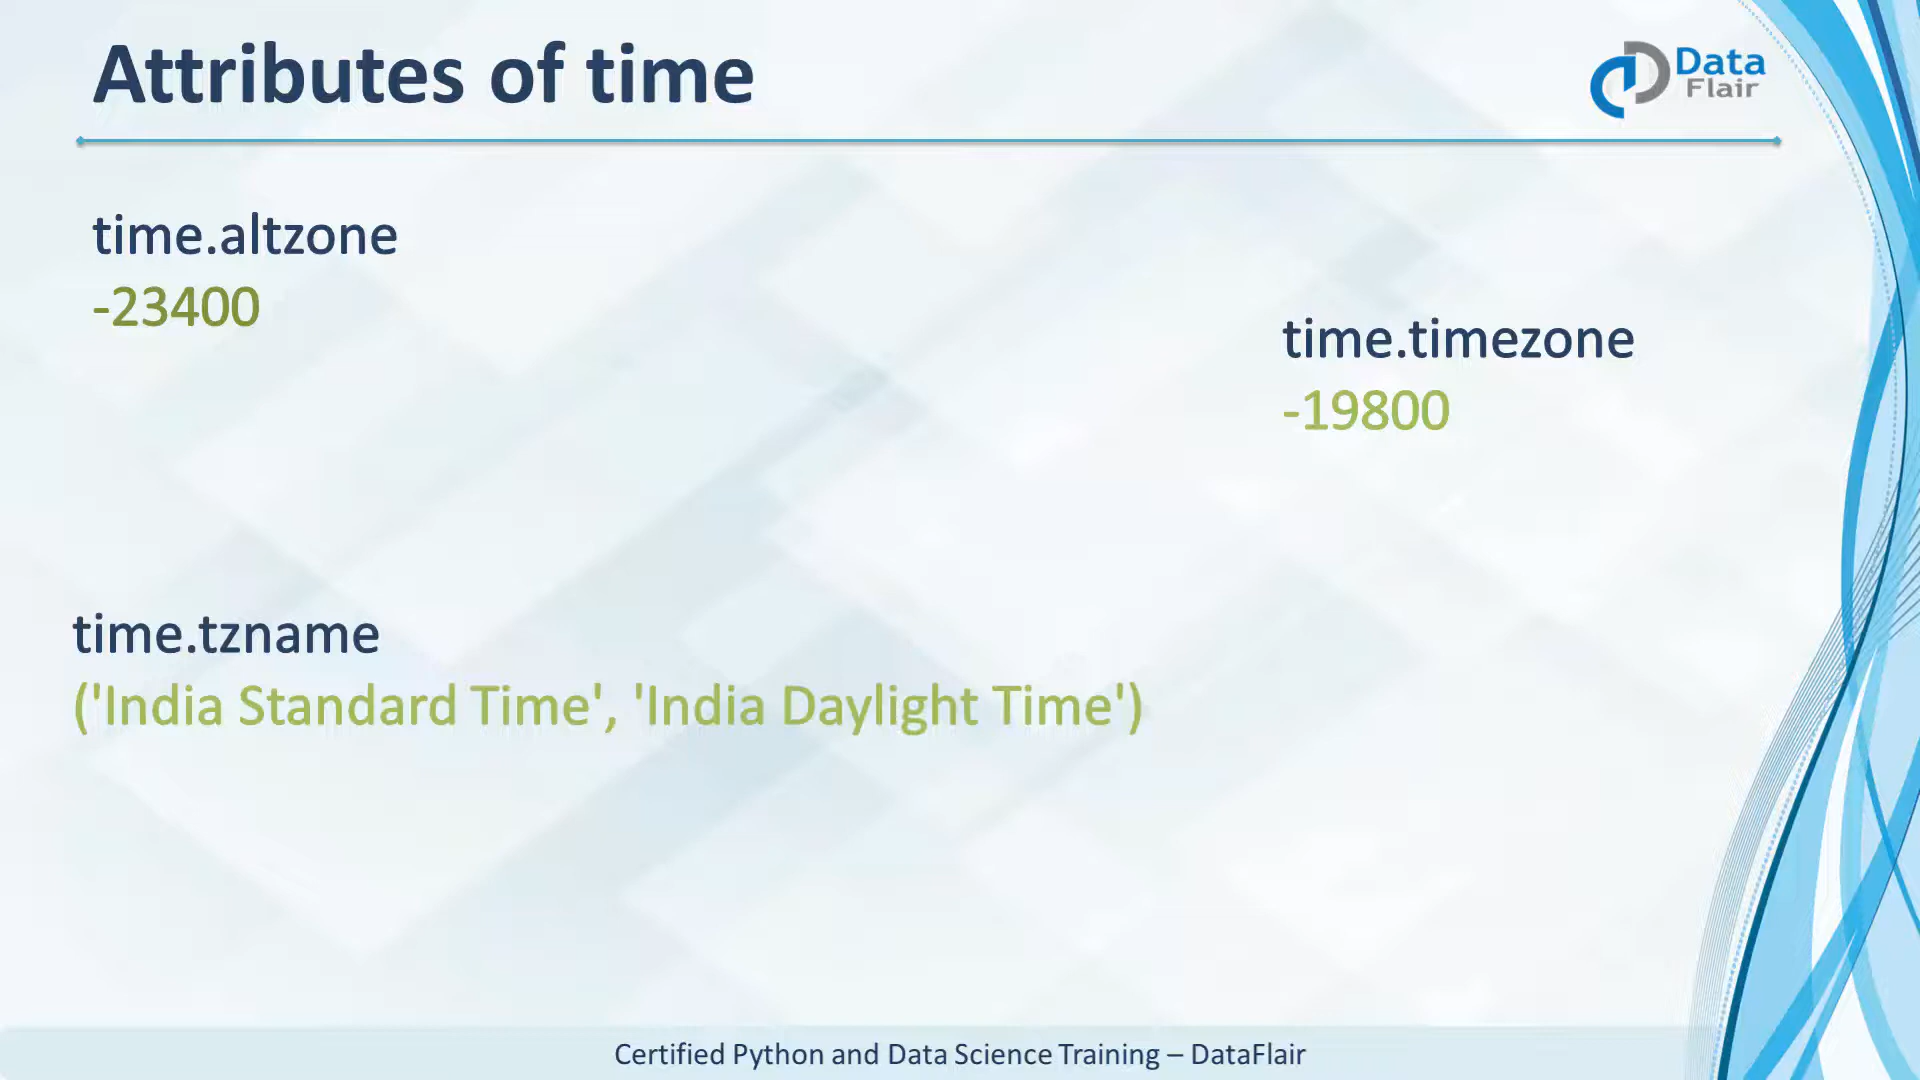 Attributes of time
Data
Flair
time.altzone
-23400
time.timezone
-19800
time.tzname
('India Standard Time', 'India Daylight Time')
Certified Python and Data Science Training – DataFlair